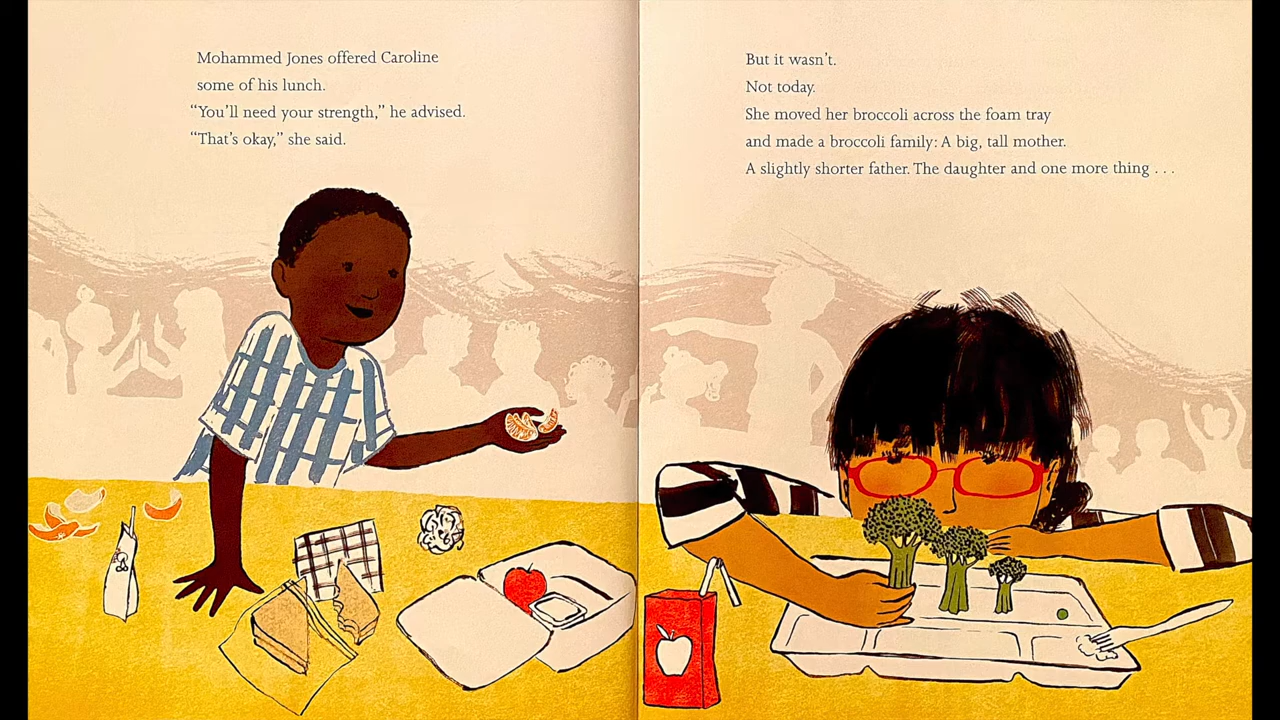 Mohammed Jones offered Caroline
some of his lunch.
“You’ll need your strength,” he advised.
“That’s okay,” she said.
But it wasn’t.
Not today.
She moved her broccoli across the foam tray
and made a broccoli family: A big, tall mother.
A slightly shorter father. The daughter and one more thing . . .